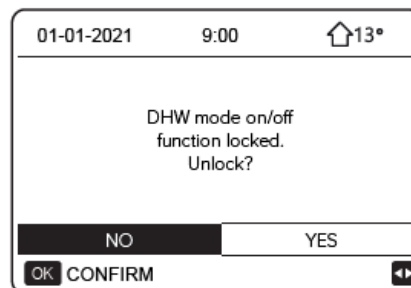 01-01-2021 9:00 13°
DHW mode on/off
function locked.
Unlock?
NO YES
OK CONFIRM